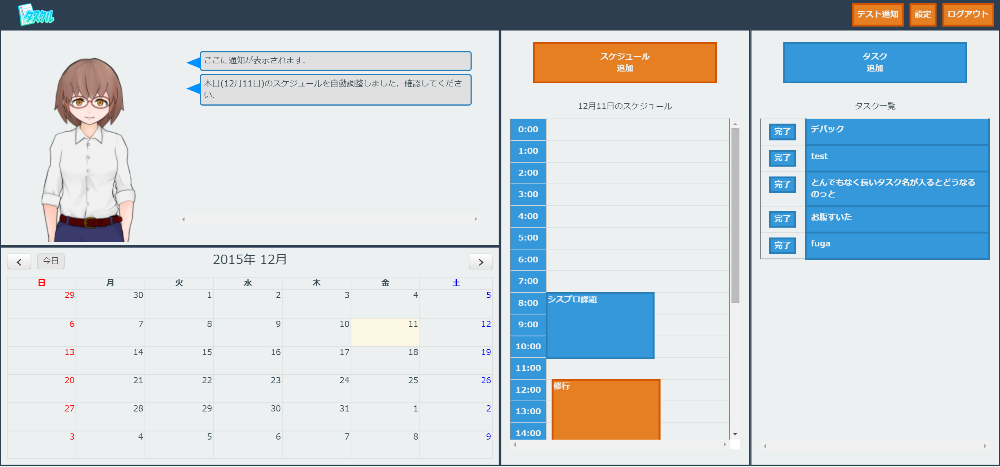 タスクル
テスト通知
設定
ログアウト
ここに通知が表示されます.
本日(12月11日)のスケジュールを自動調整しました. 確認してくださ
い.
2015年 12月
今日
日 月 火 水 木 金 土
29 30 1 2 3 4 5
6 7 8 9 10 11 12
13 14 15 16 17 18 19
20 21 22 23 24 25 26
27 28 29 30 31 1 2
3 4 5 6 7 8 9
スケジュール
追加
12月11日のスケジュール
0:00
1:00
2:00
3:00
4:00
5:00
6:00
7:00
8:00
シスプロ課題
9:00
10:00
11:00
12:00
修行
13:00
14:00
タスク
追加
タスク一覧
完了 デバック
完了 test
完了 とんでもなく長いタスク名が入るとどうなる
のっと
完了 お腹すいた
完了 fuga